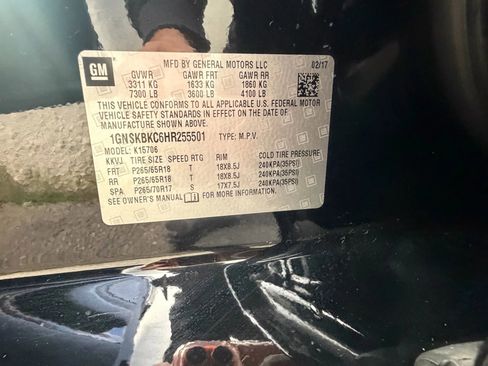 GM
MFD BY GENERAL MOTORS LLC 02/17
GVWR GAWR FRT GAWR RR
3311 KG 1633 KG 1860 KG
7300 LB 3600 LB 4100 LB
THIS VEHICLE CONFORMS TO ALL APPLICABLE U.S. FEDERAL MOTOR
VEHICLE SAFETY STANDARDS IN EFFECT ON THE DATE OF
MANUFACTURE SHOWN ABOVE.
1GNSKBKC6HR255501 TYPE: M.P.V.
MODEL: K15706
KKVJ TIRE SIZE SPEED RTG RIM COLD TIRE PRESSURE
FRT P265/65R18 T 18X8.5J 240KPA(35PSI)
RR P265/65R18 T 18X8.5J 240KPA(35PSI)
SPA P265/70R17 S 17X7.5J 240KPA(35PSI)
SEE OWNER'S MANUAL FOR MORE INFORMATION.